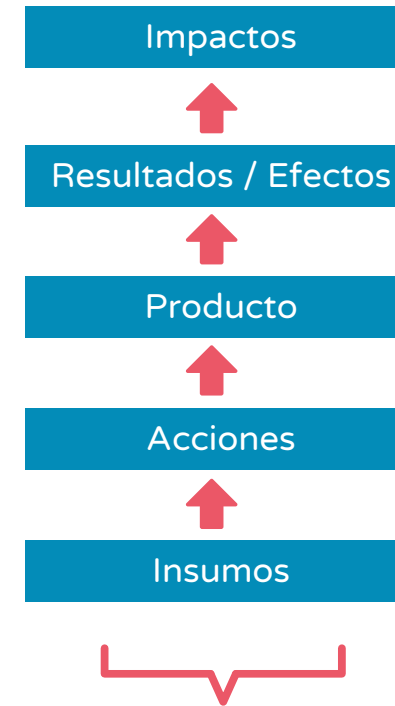 Impactos
Resultados / Efectos
Producto
Acciones
Insumos